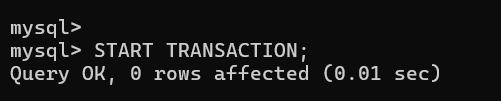 mysql>
mysql> START TRANSACTION;
Query OK, 0 rows affected (0.01 sec)